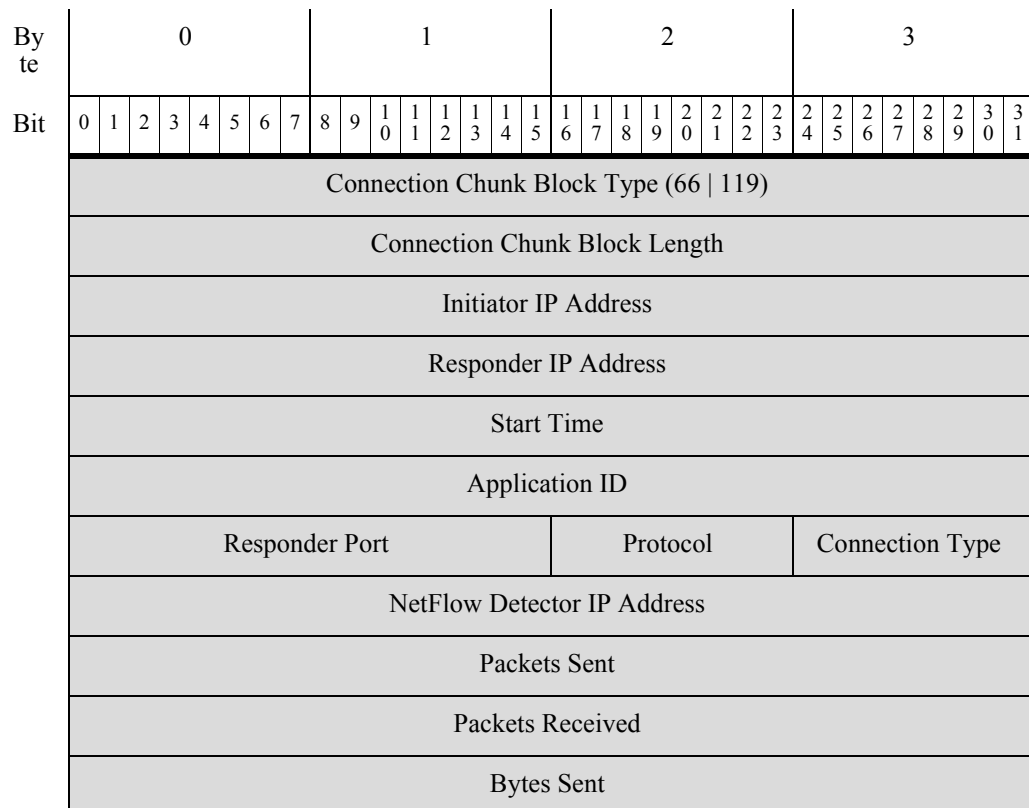 By
te
0 1 2 3
Bit 0 1 2 3 4 5 6 7 8 9 10 11 12 13 14 15 16 17 18 19 20 21 22 23 24 25 26 27 28 29 30 31
Connection Chunk Block Type (66 | 119)
Connection Chunk Block Length
Initiator IP Address
Responder IP Address
Start Time
Application ID
Responder Port Protocol Connection Type
NetFlow Detector IP Address
Packets Sent
Packets Received
Bytes Sent